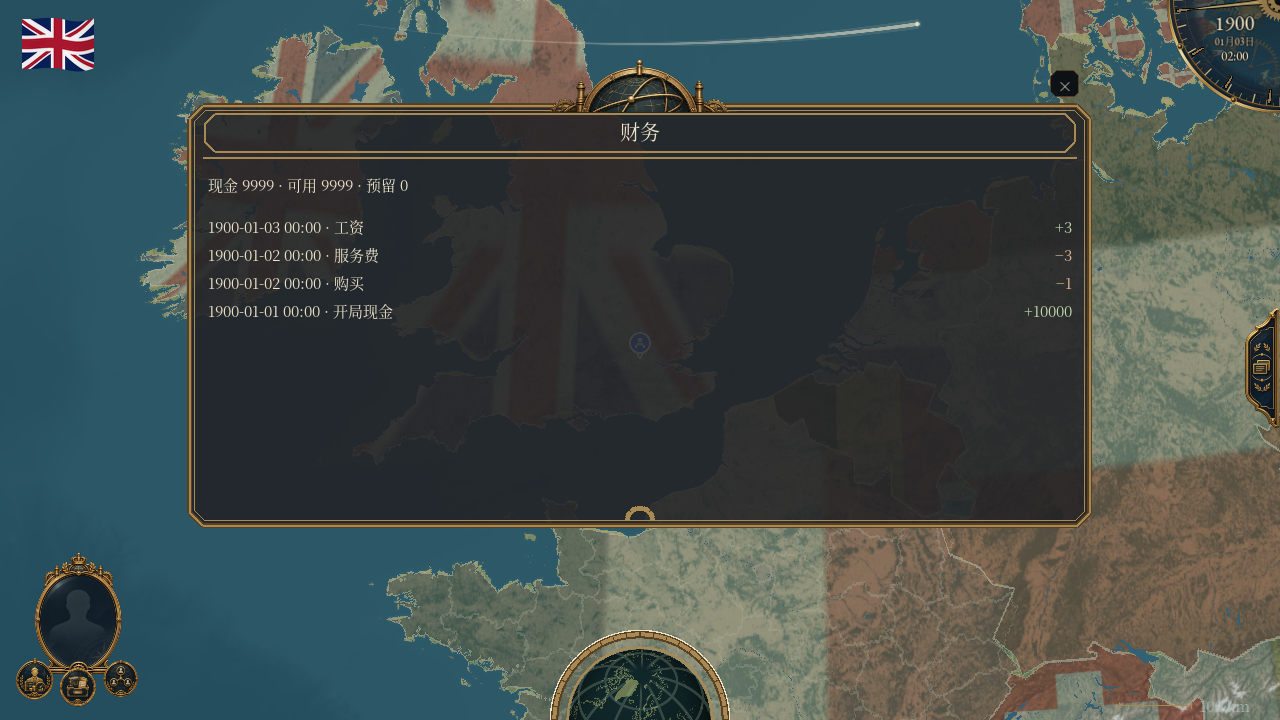 1900
01月03日
02:00
财务
现金 9999 · 可用 9999 · 预留 0
1900-01-03 00:00 · 工资 +3
1900-01-02 00:00 · 服务费 −3
1900-01-02 00:00 · 购买 −1
1900-01-01 00:00 · 开局现金 +10000